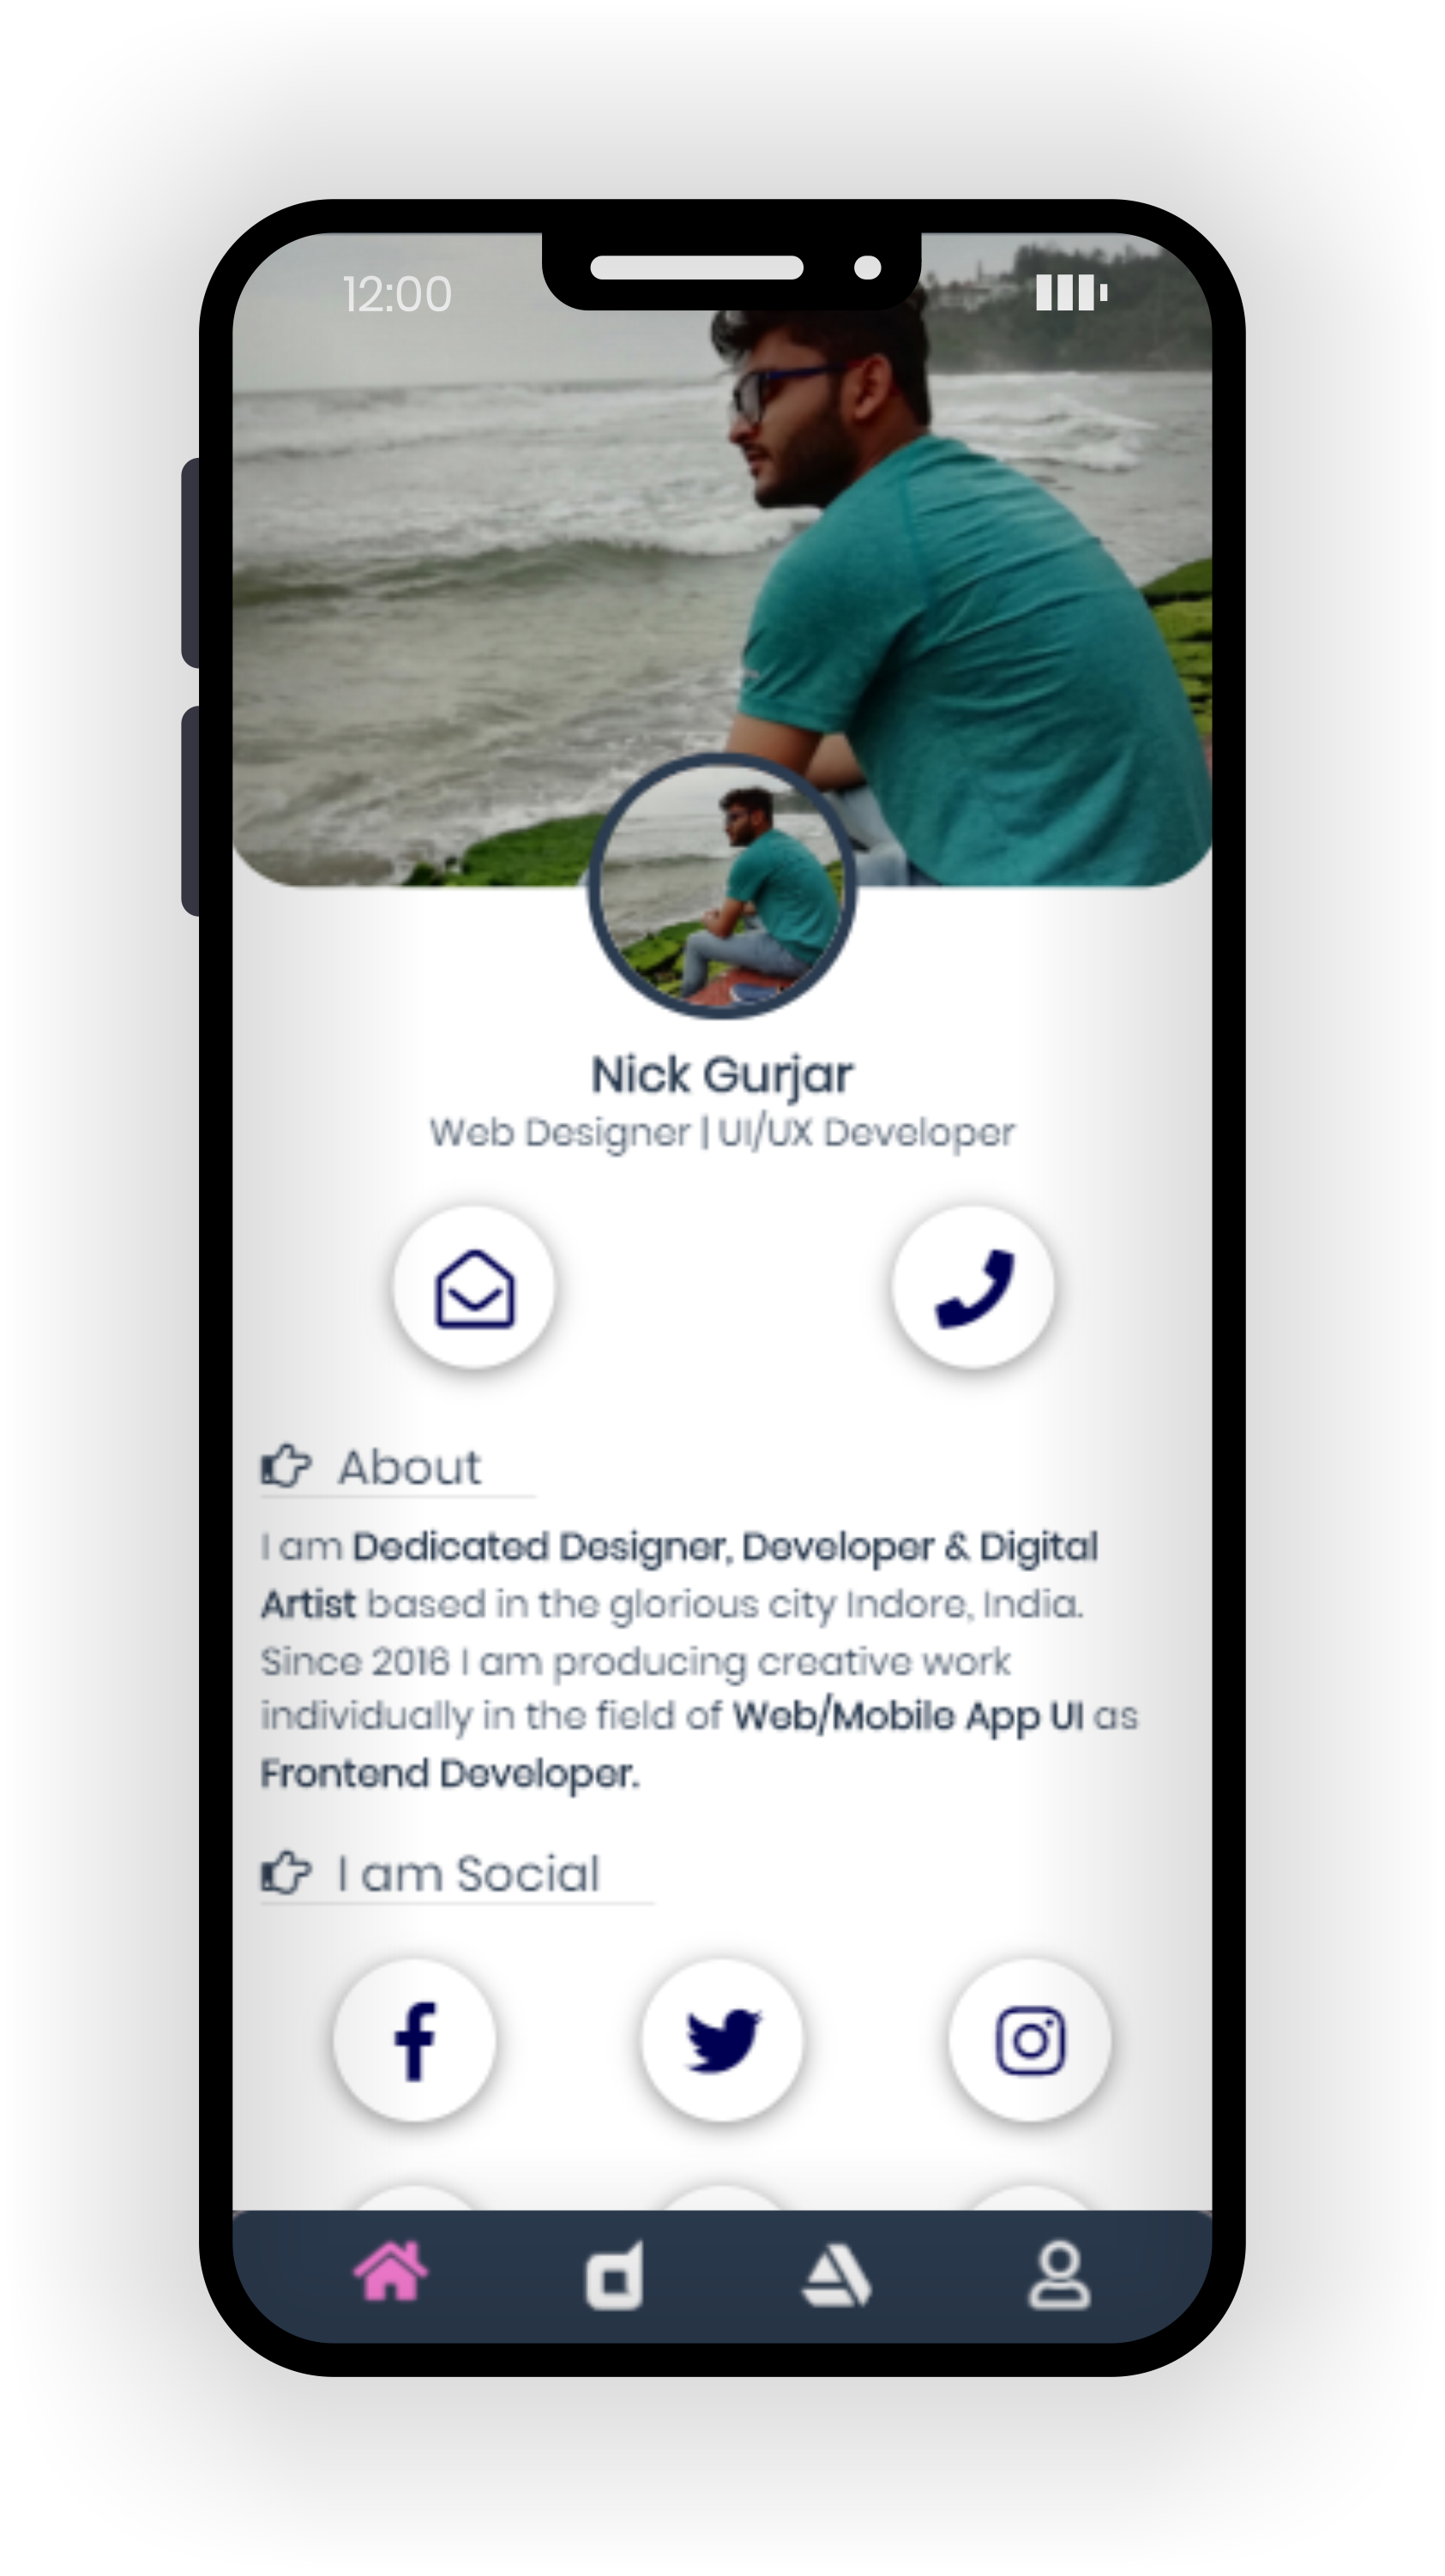 12:00
Nick Gurjar
Web Designer | UI/UX Developer
About
I am Dedicated Designer, Developer & Digital
Artist based in the glorious city Indore, India.
Since 2016 I am producing creative work
individually in the field of Web/Mobile App UI as
Frontend Developer.
I am Social